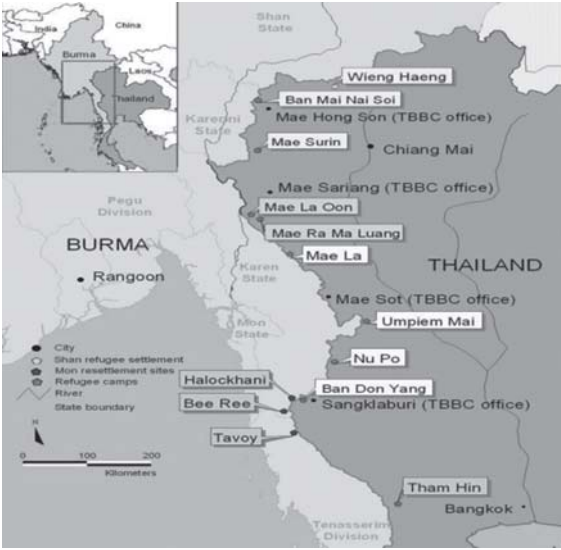 China
India
Burma
Laos
Thailand
Shan
State
Wieng Haeng
Ban Mai Nai Soi
Mae Hong Son (TBBC office)
Karenni
State
Mae Surin
Chiang Mai
Mae Sariang (TBBC office)
Pegu
Division
Mae La Oon
Mae Ra Ma Luang
BURMA
Mae La
THAILAND
Karen
State
Rangoon
Mae Sot (TBBC office)
Mon
State
Umpiem Mai
City
Shan refugee settlement
Mon resettlement sites
Refugee camps
River
State boundary
Nu Po
Halockhani
Ban Don Yang
Bee Ree
Sangklaburi (TBBC office)
Tavoy
N
0 100 200
Kilometers
Tham Hin
Bangkok
Tenasserim
Division